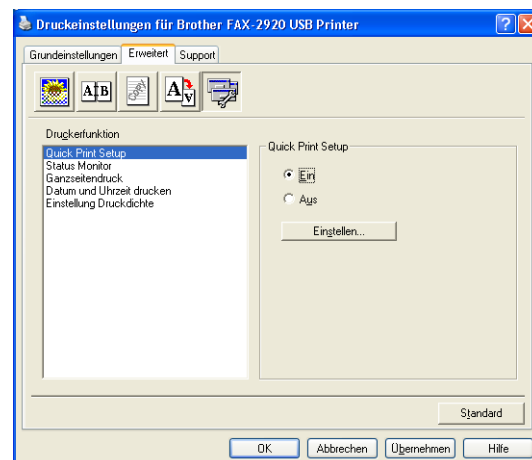 Druckeinstellungen für Brother FAX-2920 USB Printer
Grundeinstellungen Erweitert Support
A B
A V
Druckerfunktion
Quick Print Setup
Status Monitor
Ganzseitendruck
Datum und Uhrzeit drucken
Einstellung Druckdichte
Quick Print Setup
Ein
Aus
Einstellen...
Standard
OK Abbrechen Übernehmen Hilfe